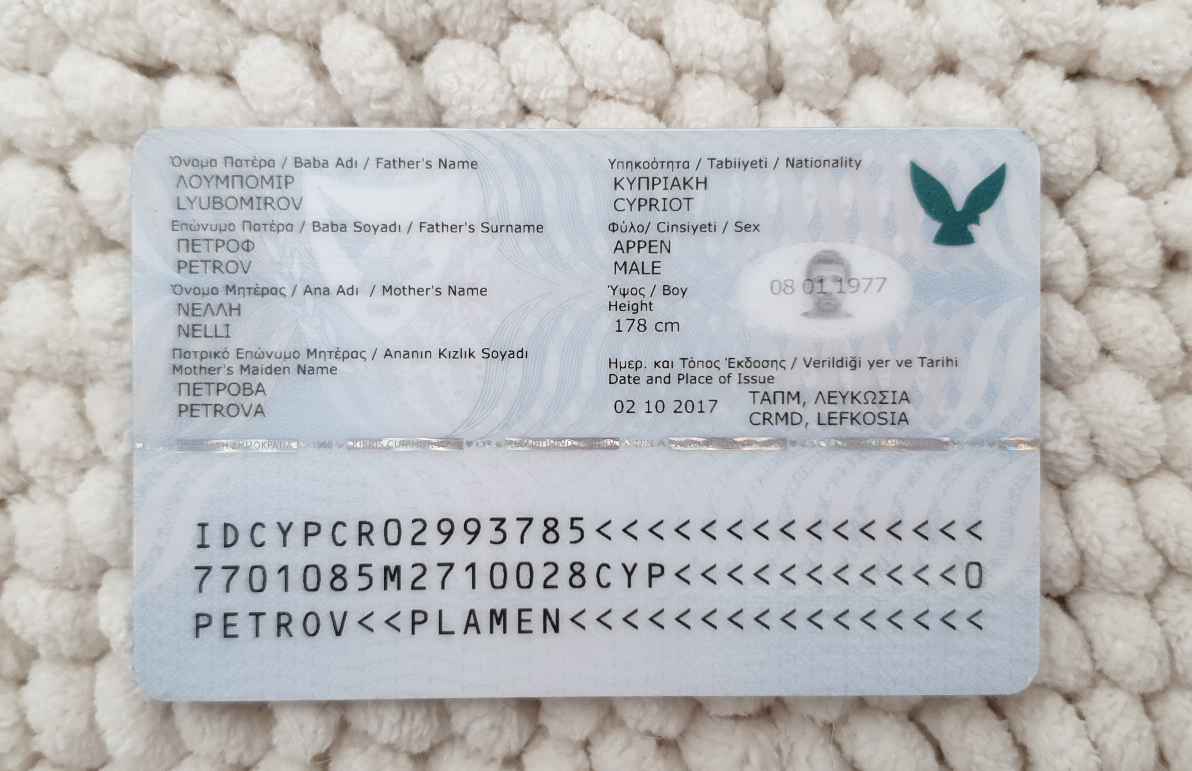 Όνομα Πατέρα / Baba Adı / Father's Name
ΛΟΥΜΠΟΜΙΡ
LYUBOMIROV
Επώνυμο Πατέρα / Baba Soyadı / Father's Surname
ΠΕΤΡΟΦ
PETROV
Όνομα Μητέρας / Ana Adı / Mother's Name
ΝΕΛΛΗ
NELLI
Πατρικό Επώνυμο Μητέρας / Ananın Kızlık Soyadı
Mother's Maiden Name
ΠΕΤΡΟΒΑ
PETROVA
Υπηκοότητα / Tabiiyeti / Nationality
ΚΥΠΡΙΑΚΗ
CYPRIOT
Φύλο/ Cinsiyeti / Sex
ΑΡΡΕΝ
MALE
Ύψος / Boy
Height
178 cm
08 01 1977
Ημερ. και Τόπος Έκδοσης / Verildiği yer ve Tarihi
Date and Place of Issue
02 10 2017
ΤΑΠΜ, ΛΕΥΚΩΣΙΑ
CRMD, LEFKOSIA
IDCYPCR02993785<<<<<<<<<<<<<<<
7701085M2710028CYP<<<<<<<<<<<0
PETROV<<PLAMEN<<<<<<<<<<<<<<<<